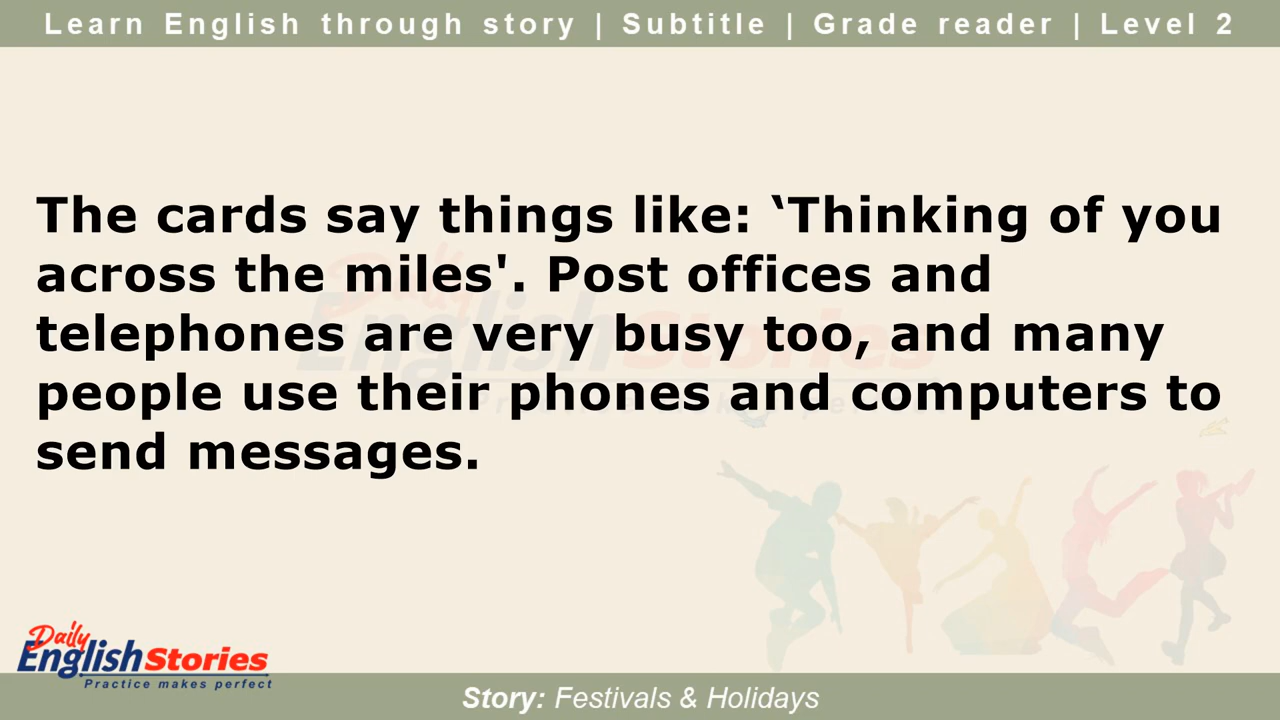 Learn English through story | Subtitle | Grade reader | Level 2
The cards say things like: ‘Thinking of you
across the miles'. Post offices and
telephones are very busy too, and many
people use their phones and computers to
send messages.
Daily
English Stories
Practice makes perfect
Story: Festivals & Holidays